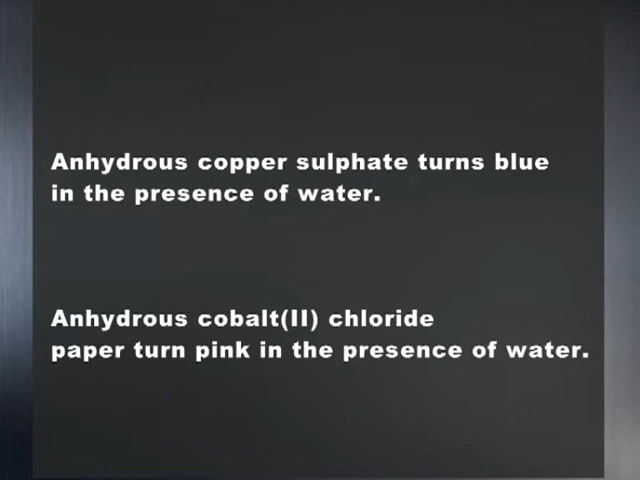 Anhydrous copper sulphate turns blue
in the presence of water.
Anhydrous cobalt(II) chloride
paper turn pink in the presence of water.